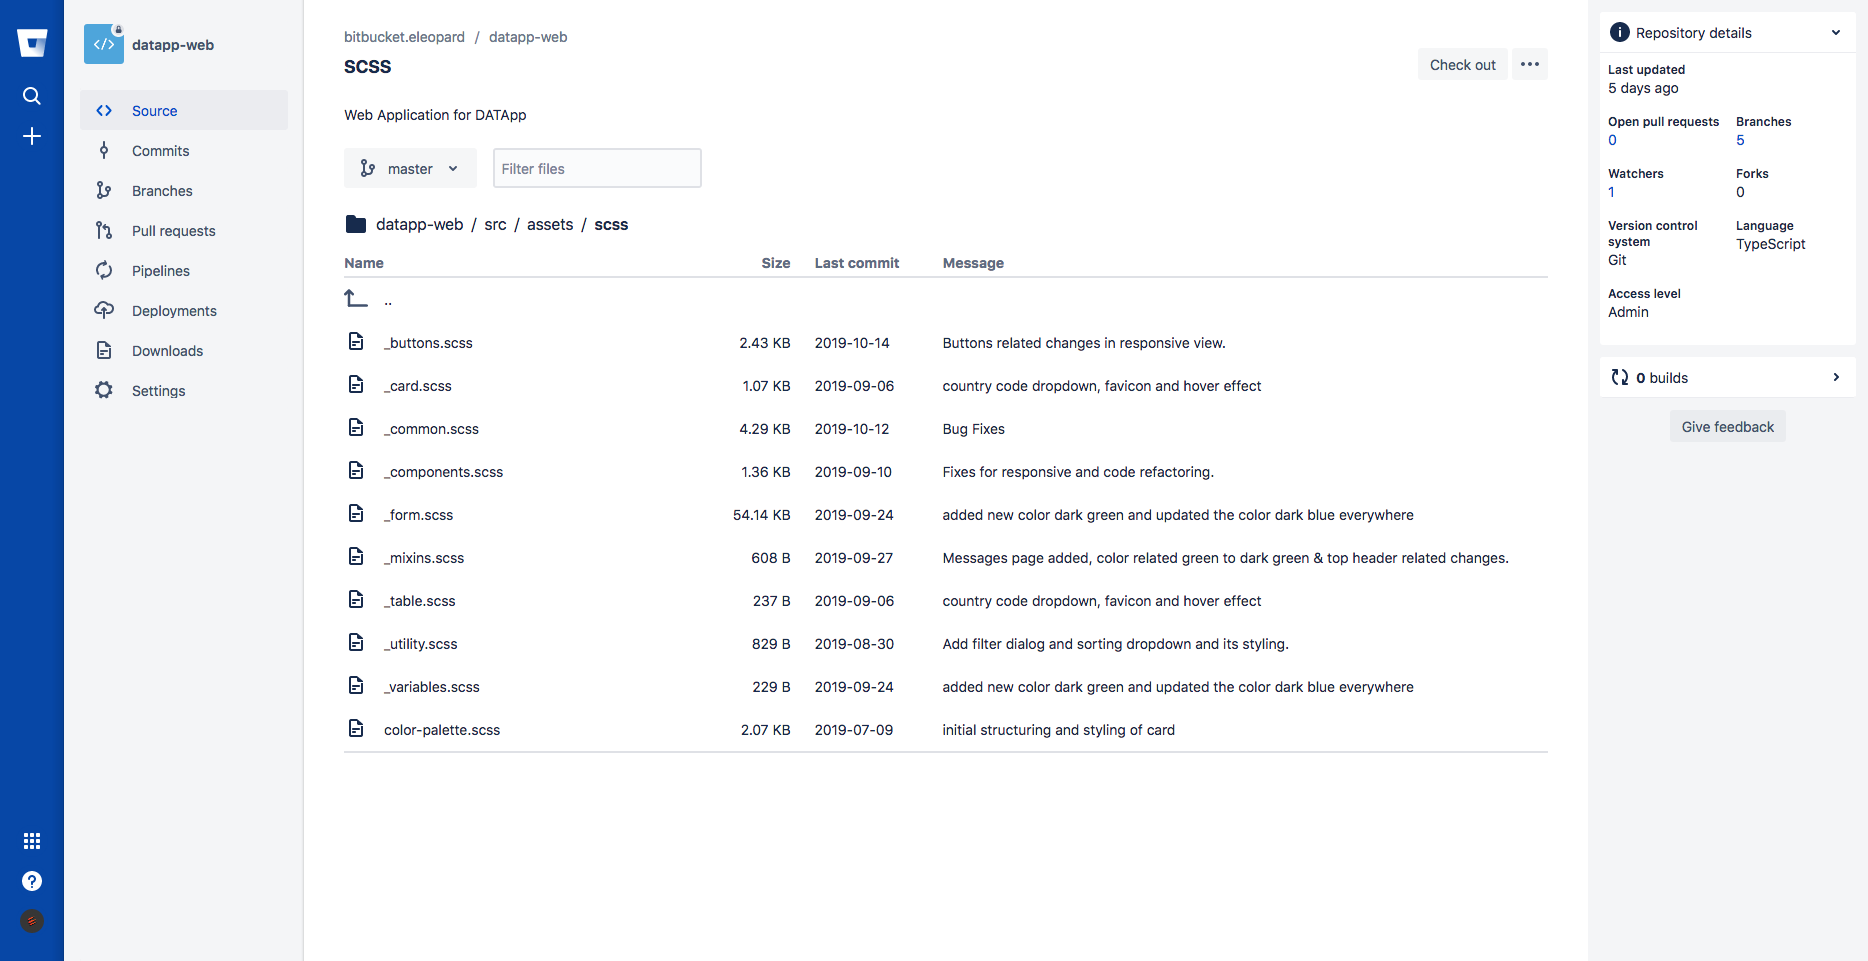 datapp-web
Source
Commits
Branches
Pull requests
Pipelines
Deployments
Downloads
Settings
bitbucket.eleopard / datapp-web
scss
Check out
Web Application for DATApp
master
Filter files
datapp-web / src / assets / scss
Name Size Last commit Message
..
_buttons.scss 2.43 KB 2019-10-14 Buttons related changes in responsive view.
_card.scss 1.07 KB 2019-09-06 country code dropdown, favicon and hover effect
_common.scss 4.29 KB 2019-10-12 Bug Fixes
_components.scss 1.36 KB 2019-09-10 Fixes for responsive and code refactoring.
_form.scss 54.14 KB 2019-09-24 added new color dark green and updated the color dark blue everywhere
_mixins.scss 608 B 2019-09-27 Messages page added, color related green to dark green & top header related changes.
_table.scss 237 B 2019-09-06 country code dropdown, favicon and hover effect
_utility.scss 829 B 2019-08-30 Add filter dialog and sorting dropdown and its styling.
_variables.scss 229 B 2019-09-24 added new color dark green and updated the color dark blue everywhere
color-palette.scss 2.07 KB 2019-07-09 initial structuring and styling of card
Repository details
Last updated
5 days ago
Open pull requests Branches
0 5
Watchers Forks
1 0
Version control Language
system TypeScript
Git
Access level
Admin
0 builds
Give feedback